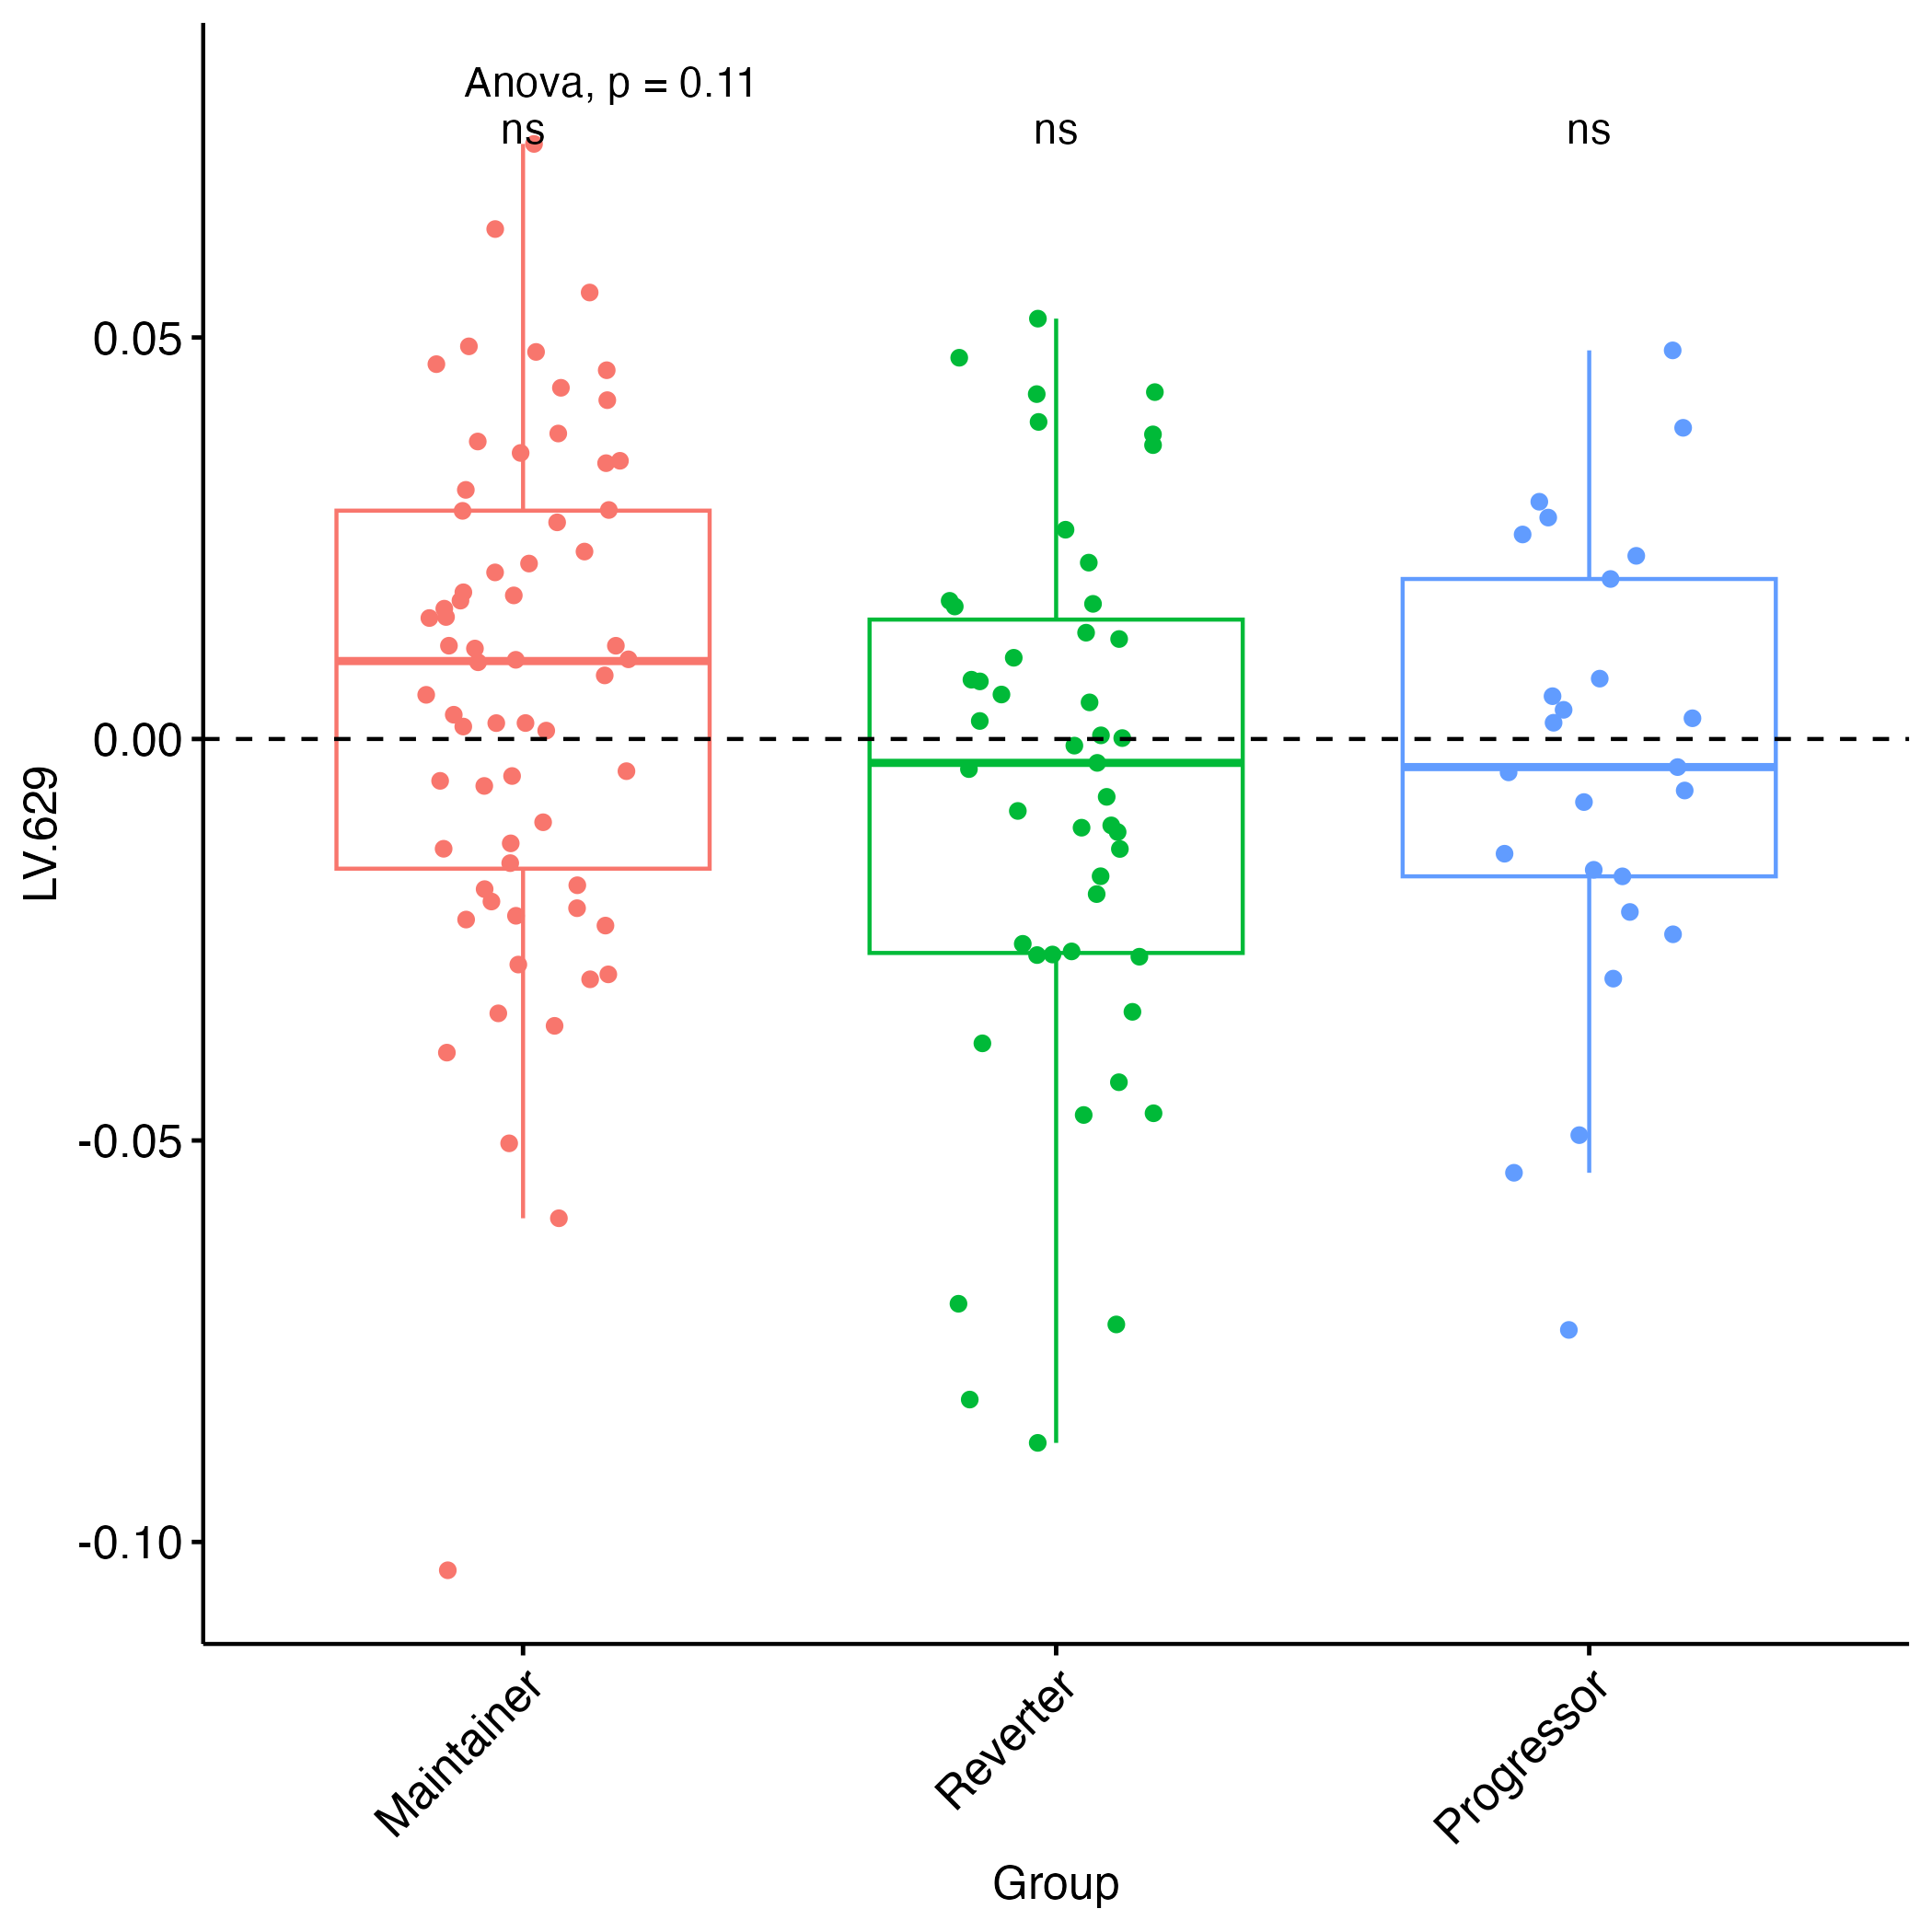 Anova, p = 0.11
ns
ns
ns
0.05
0.00
-0.05
-0.10
LV.629
Maintainer
Reverter
Progressor
Group